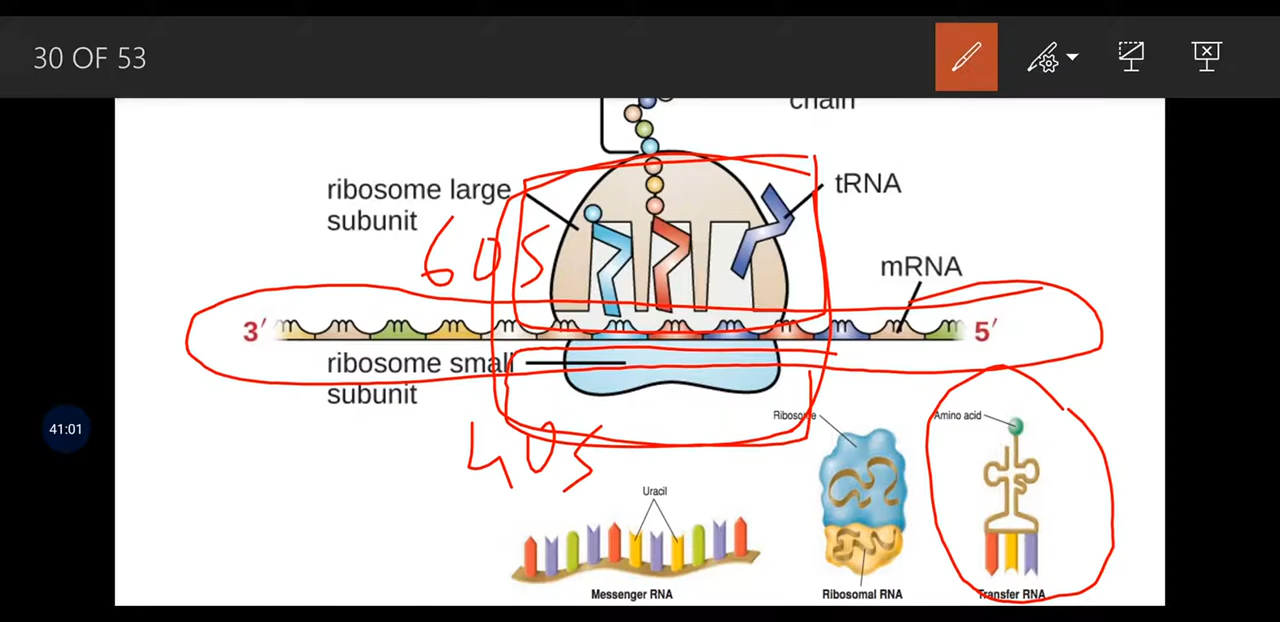 30 OF 53
chain
ribosome large
subunit
tRNA
60S
mRNA
3′
5′
ribosome small
subunit
41:01
40S
Ribosome
Amino acid
Uracil
Messenger RNA
Ribosomal RNA
Transfer RNA